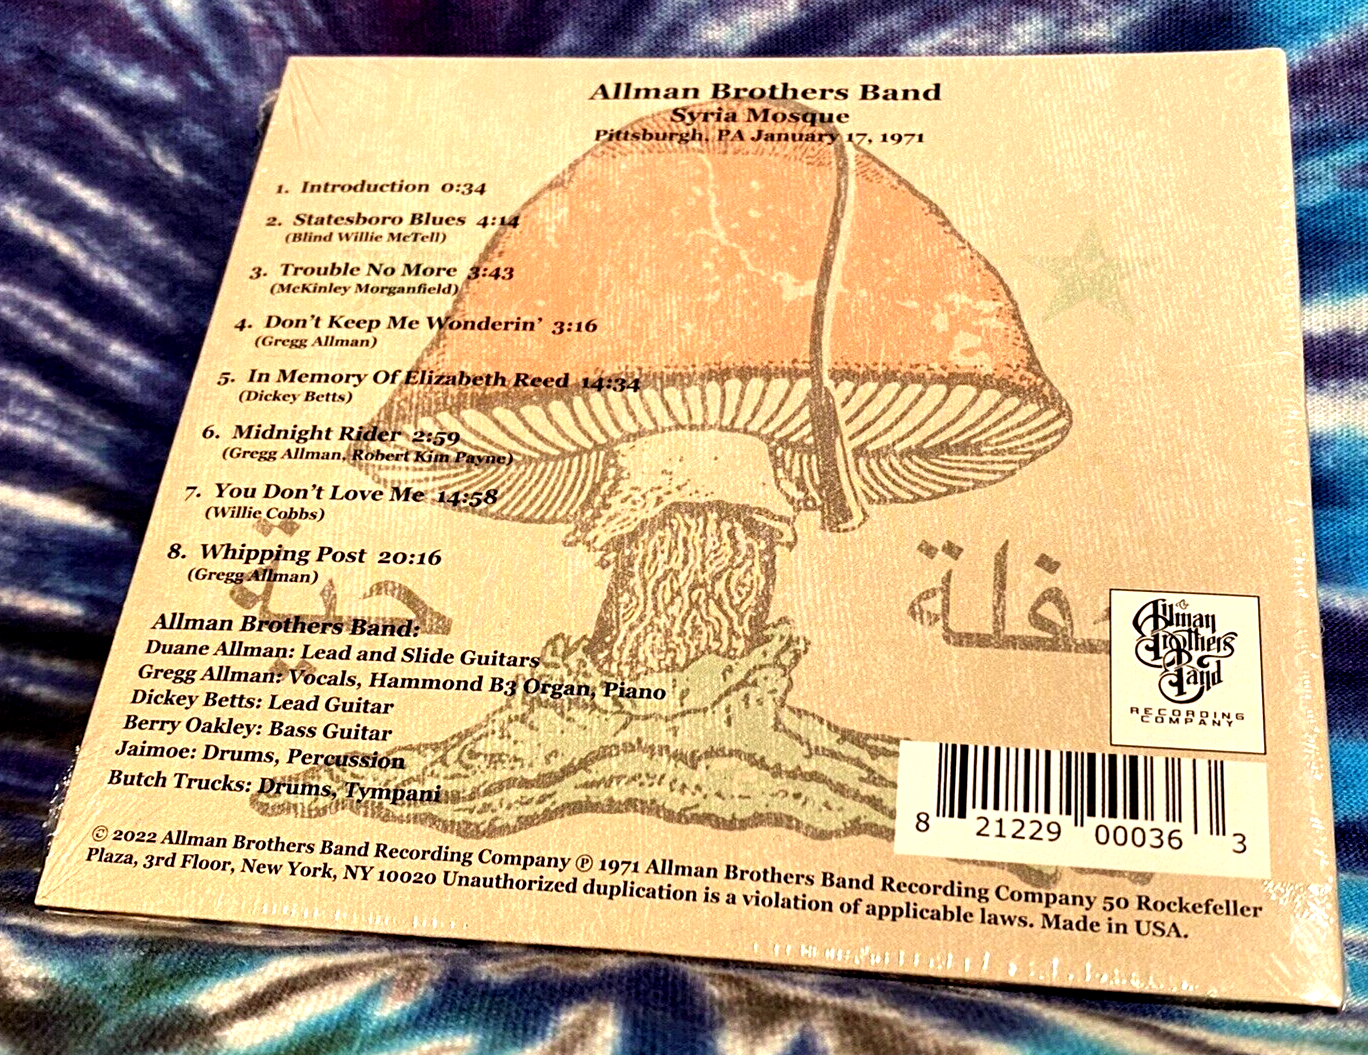 Allman Brothers Band
Syria Mosque
Pittsburgh, PA January 17, 1971
1. Introduction 0:34
2. Statesboro Blues 4:14
(Blind Willie McTell)
3. Trouble No More 3:43
(McKinley Morganfield)
4. Don't Keep Me Wonderin' 3:16
(Gregg Allman)
5. In Memory Of Elizabeth Reed 14:34
(Dickey Betts)
6. Midnight Rider 2:59
(Gregg Allman, Robert Kim Payne)
7. You Don't Love Me 14:58
(Willie Cobbs)
8. Whipping Post 20:16
(Gregg Allman)
Allman Brothers Band:
Duane Allman: Lead and Slide Guitars
Gregg Allman: Vocals, Hammond B3 Organ, Piano
Dickey Betts: Lead Guitar
Berry Oakley: Bass Guitar
Jaimoe: Drums, Percussion
Butch Trucks: Drums, Tympani
Allman
Brothers
Band
RECORDING
COMPANY
8 21229 00036 3
© 2022 Allman Brothers Band Recording Company ℗ 1971 Allman Brothers Band Recording Company 50 Rockefeller
Plaza, 3rd Floor, New York, NY 10020 Unauthorized duplication is a violation of applicable laws. Made in USA.